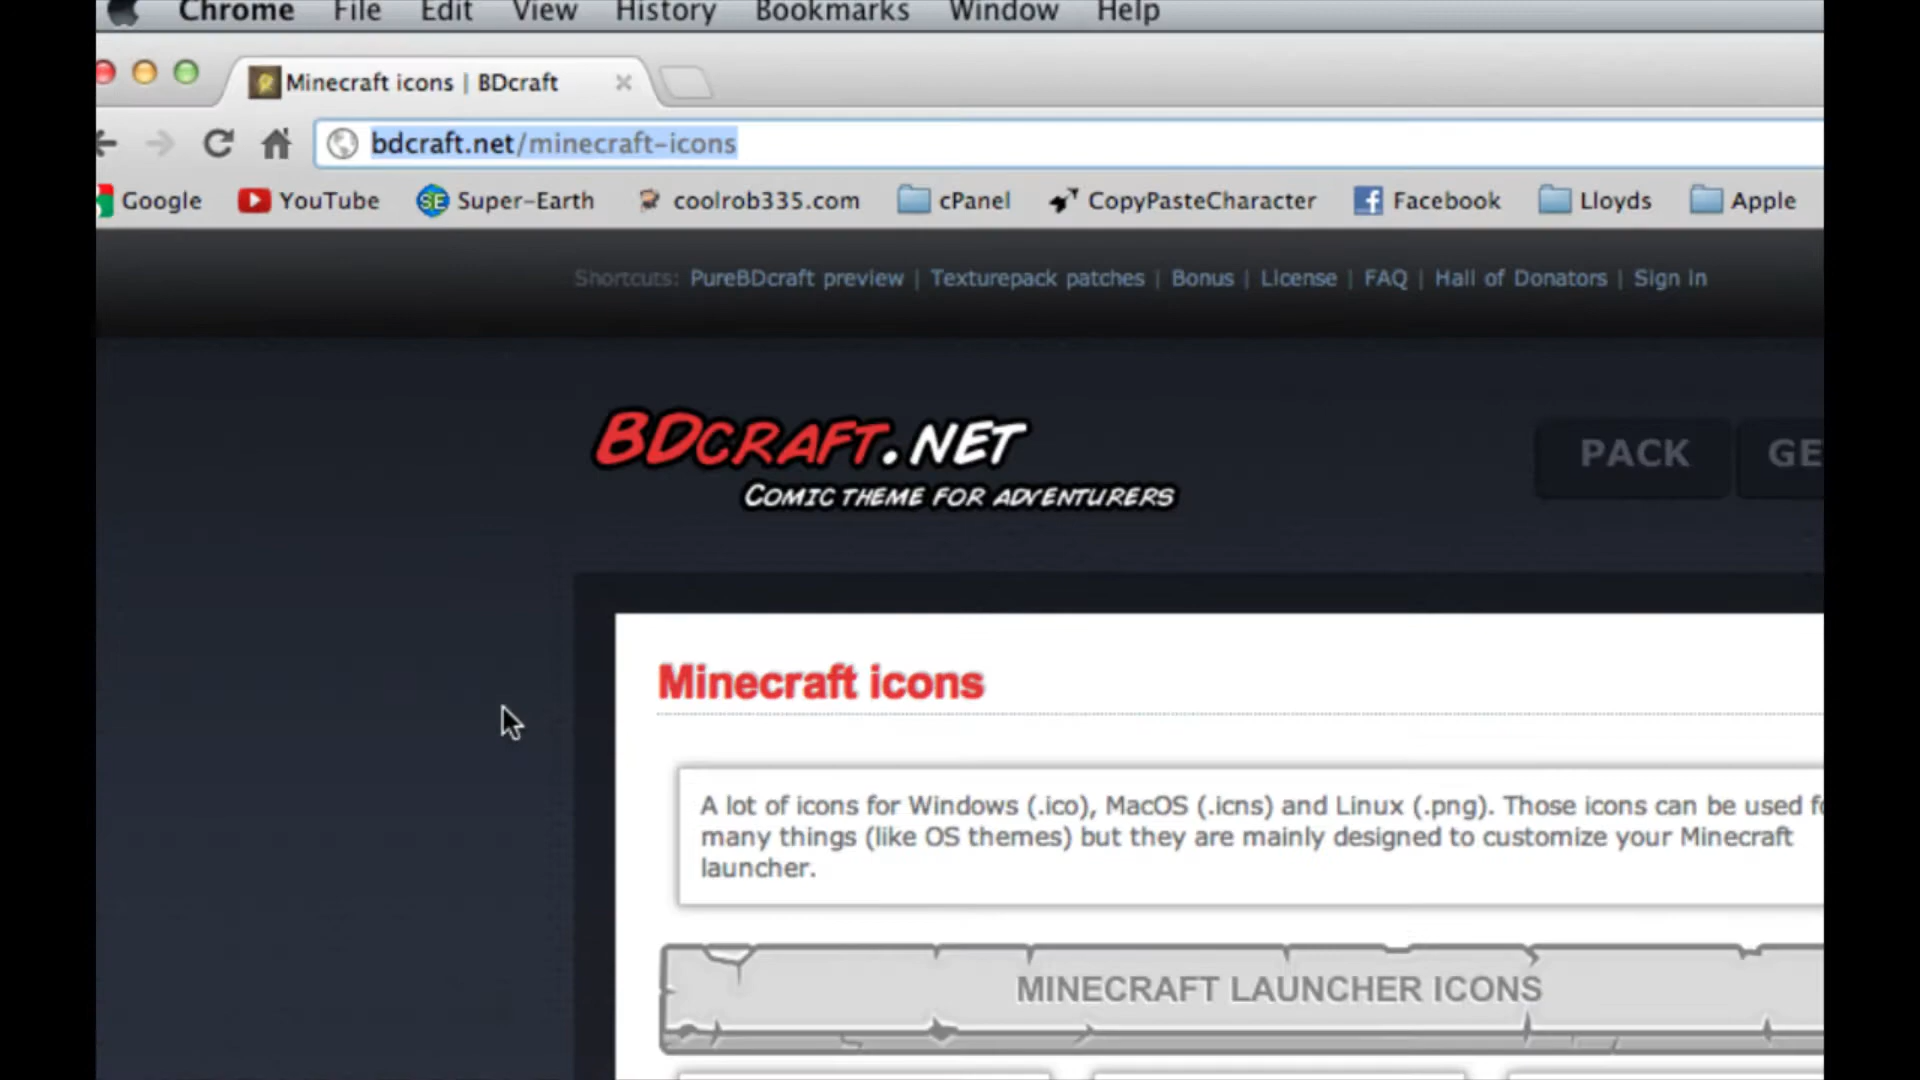 Chrome File Edit View History Bookmarks Window Help
Minecraft icons | BDcraft
bdcraft.net/minecraft-icons
Google YouTube SE Super-Earth coolrob335.com cPanel CopyPasteCharacter Facebook Lloyds Apple
Shortcuts: PureBDcraft preview | Texturepack patches | Bonus | License | FAQ | Hall of Donators | Sign in
BDCRAFT.NET
COMIC THEME FOR ADVENTURERS
PACK GE
Minecraft icons
A lot of icons for Windows (.ico), MacOS (.icns) and Linux (.png). Those icons can be used
many things (like OS themes) but they are mainly designed to customize your Minecraft
launcher.
MINECRAFT LAUNCHER ICONS